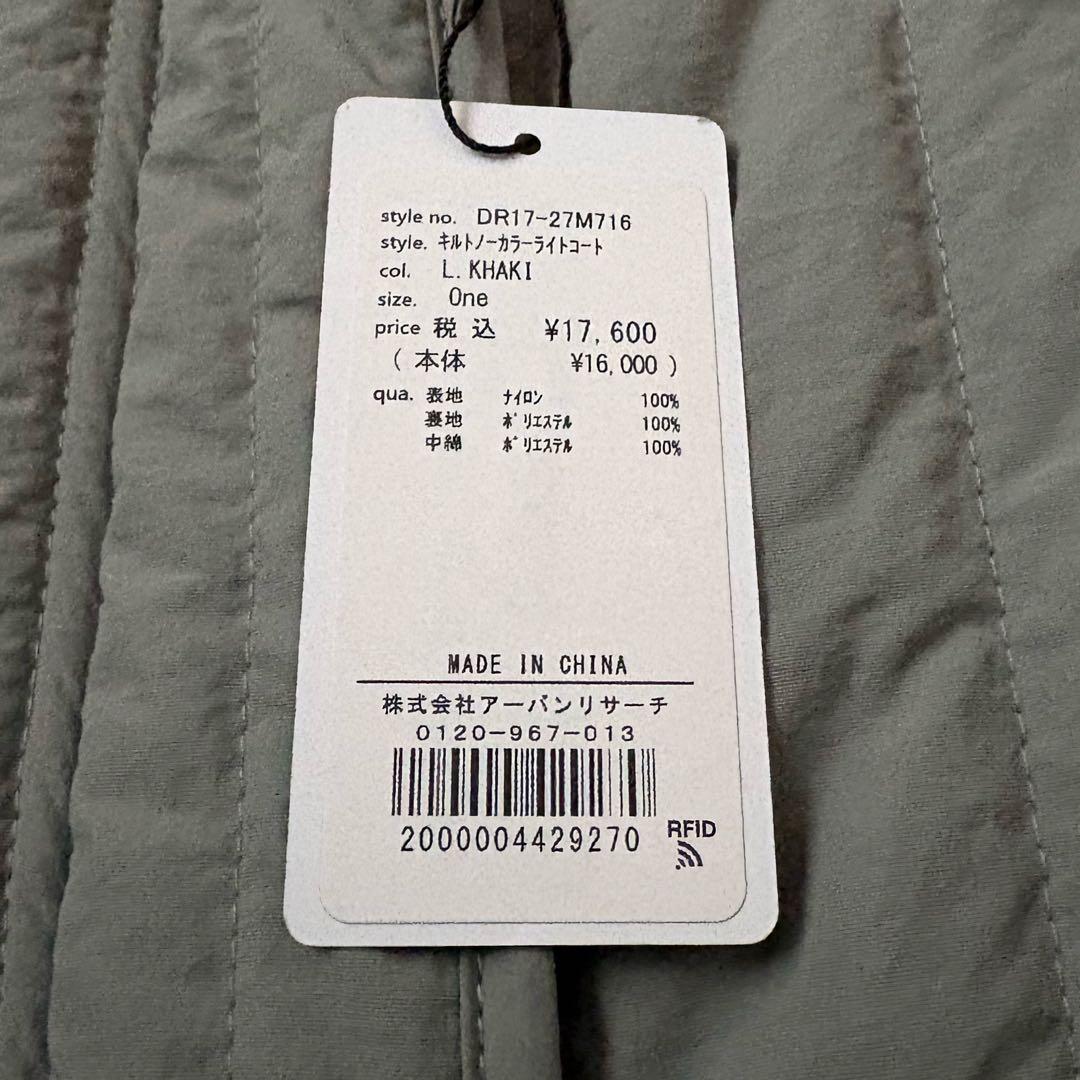 style no. DR17-27M716
style. ｷﾙﾄﾉｰｶﾗｰﾗｲﾄｺｰﾄ
col. L.KHAKI
size. One
price 税込 ¥17,600
(本体 ¥16,000)
qua. 表地 ﾅｲﾛﾝ 100%
裏地 ﾎﾟﾘｴｽﾃﾙ 100%
中綿 ﾎﾟﾘｴｽﾃﾙ 100%
MADE IN CHINA
株式会社アーバンリサーチ
0120-967-013
2000004429270
RFID